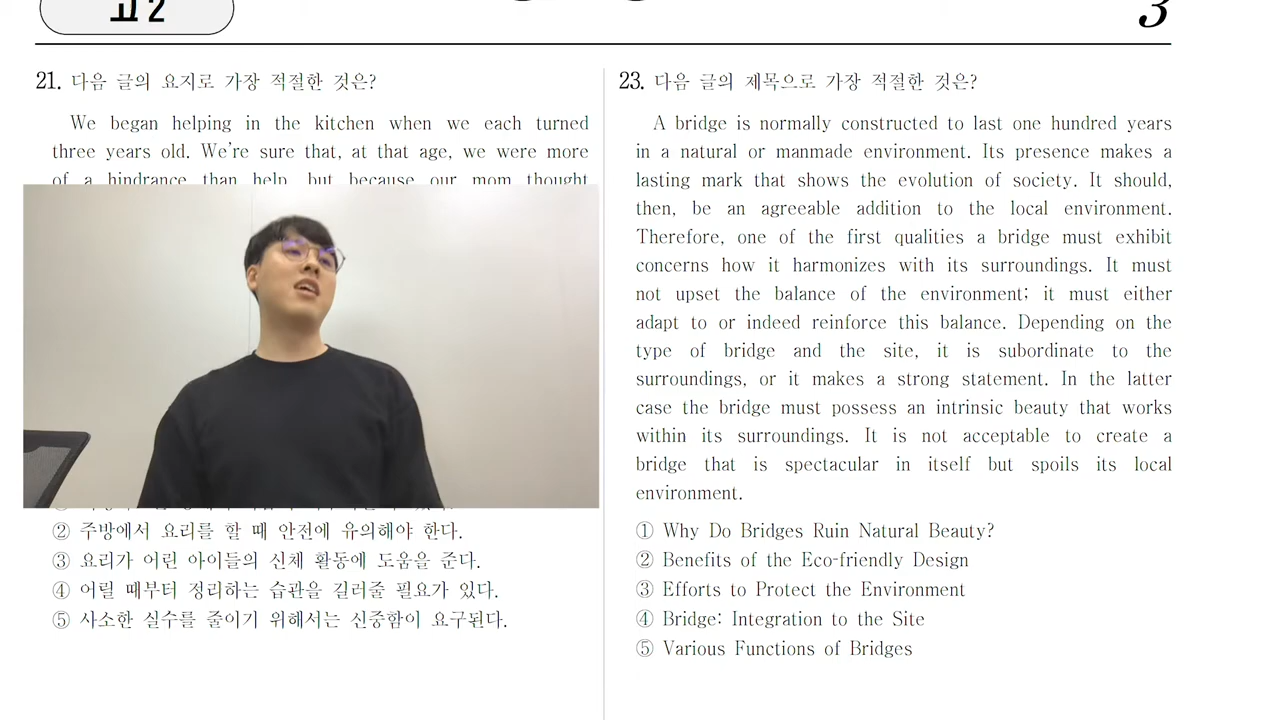 고2
3
21. 다음 글의 요지로 가장 적절한 것은?
We began helping in the kitchen when we each turned
three years old. We're sure that, at that age, we were more
of a hindrance than help, but because our mom thought
② 주방에서 요리를 할 때 안전에 유의해야 한다.
③ 요리가 어린 아이들의 신체 활동에 도움을 준다.
④ 어릴 때부터 정리하는 습관을 길러줄 필요가 있다.
⑤ 사소한 실수를 줄이기 위해서는 신중함이 요구된다.
23. 다음 글의 제목으로 가장 적절한 것은?
A bridge is normally constructed to last one hundred years
in a natural or manmade environment. Its presence makes a
lasting mark that shows the evolution of society. It should,
then, be an agreeable addition to the local environment.
Therefore, one of the first qualities a bridge must exhibit
concerns how it harmonizes with its surroundings. It must
not upset the balance of the environment; it must either
adapt to or indeed reinforce this balance. Depending on the
type of bridge and the site, it is subordinate to the
surroundings, or it makes a strong statement. In the latter
case the bridge must possess an intrinsic beauty that works
within its surroundings. It is not acceptable to create a
bridge that is spectacular in itself but spoils its local
environment.
① Why Do Bridges Ruin Natural Beauty?
② Benefits of the Eco-friendly Design
③ Efforts to Protect the Environment
④ Bridge: Integration to the Site
⑤ Various Functions of Bridges